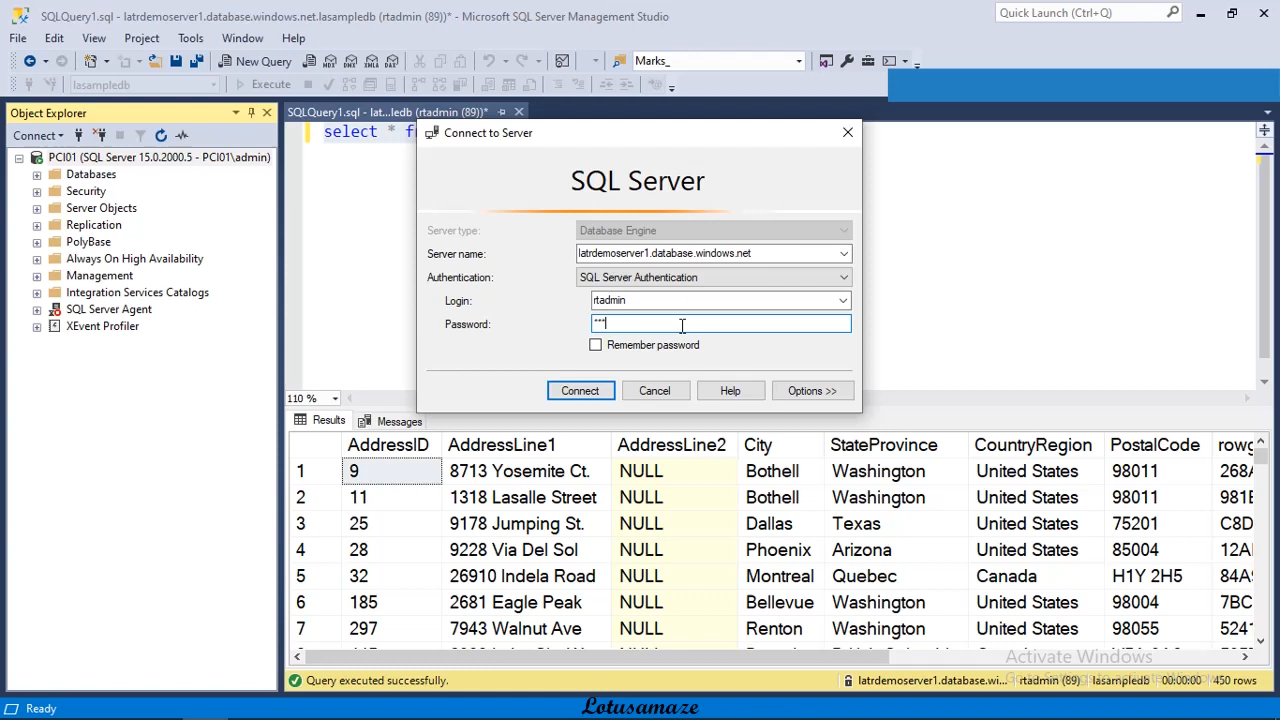 SQLQuery1.sql - latrdemoserver1.database.windows.net.lasampledb (rtadmin (89))* - Microsoft SQL Server Management Studio
Quick Launch (Ctrl+Q)
File Edit View Project Tools Window Help
New Query Marks_
lasampledb Execute
Object Explorer
Connect
PCI01 (SQL Server 15.0.2000.5 - PCI01\admin)
Databases
Security
Server Objects
Replication
PolyBase
Always On High Availability
Management
Integration Services Catalogs
SQL Server Agent
XEvent Profiler
SQLQuery1.sql - lat...ledb (rtadmin (89))*
select * f
Connect to Server
SQL Server
Server type: Database Engine
Server name: latrdemoserver1.database.windows.net
Authentication: SQL Server Authentication
Login: rtadmin
Password: ***
Remember password
Connect Cancel Help Options >>
110 %
Results Messages
AddressID AddressLine1 AddressLine2 City StateProvince CountryRegion PostalCode rowg
1 9 8713 Yosemite Ct. NULL Bothell Washington United States 98011 268A
2 11 1318 Lasalle Street NULL Bothell Washington United States 98011 981B
3 25 9178 Jumping St. NULL Dallas Texas United States 75201 C8D
4 28 9228 Via Del Sol NULL Phoenix Arizona United States 85004 12A
5 32 26910 Indela Road NULL Montreal Quebec Canada H1Y 2H5 84A
6 185 2681 Eagle Peak NULL Bellevue Washington United States 98004 7BC
7 297 7943 Walnut Ave NULL Renton Washington United States 98055 5241
Activate Windows
Query executed successfully. latrdemoserver1.database.wi... rtadmin (89) lasampledb 00:00:00 450 rows
Ready
Lotusamaze